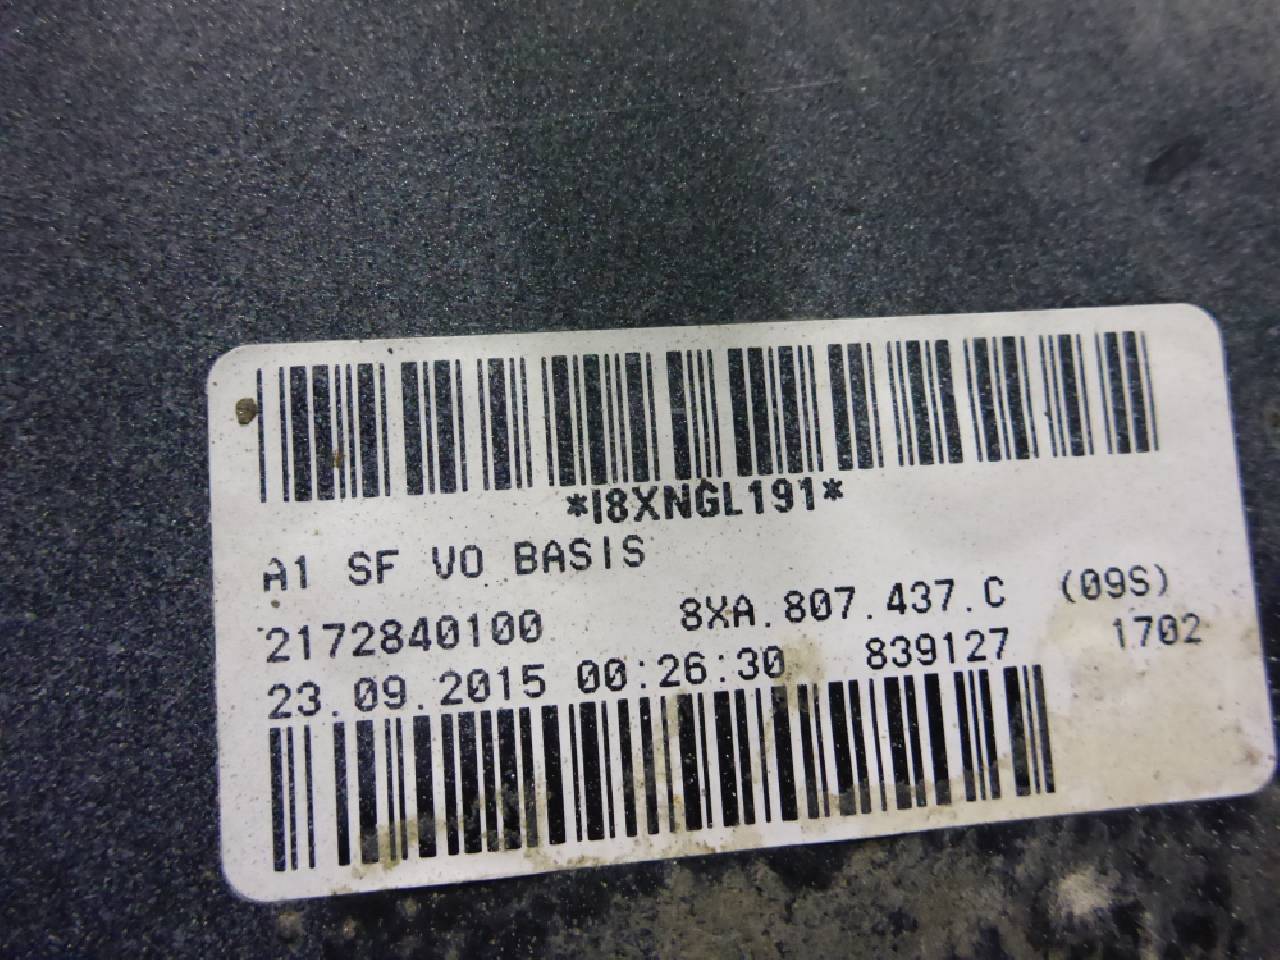 *I8XNGL191*
A1 SF VO BASIS
2172840100 8XA.807.437.C (09S)
23.09.2015 00:26:30 839127 1702